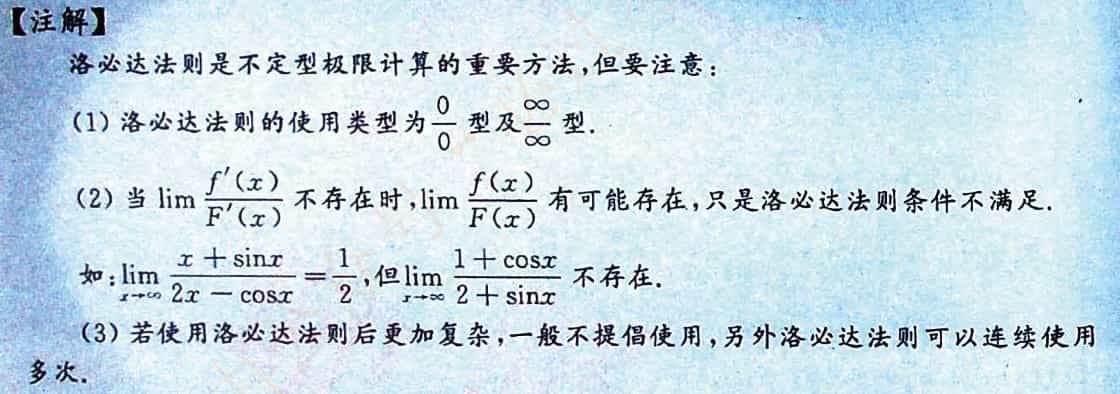 【注解】
洛必达法则是不定型极限计算的重要方法,但要注意:
(1) 洛必达法则的使用类型为 $\frac{0}{0}$ 型及 $\frac{\infty}{\infty}$ 型.
(2) 当 $\lim \frac{f'(x)}{F'(x)}$ 不存在时,$\lim \frac{f(x)}{F(x)}$ 有可能存在,只是洛必达法则条件不满足.
如:$\lim_{x\to\infty} \frac{x+\sin x}{2x-\cos x} = \frac{1}{2}$,但 $\lim_{x\to\infty} \frac{1+\cos x}{2+\sin x}$ 不存在.
(3) 若使用洛必达法则后更加复杂,一般不提倡使用,另外洛必达法则可以连续使用
多次.